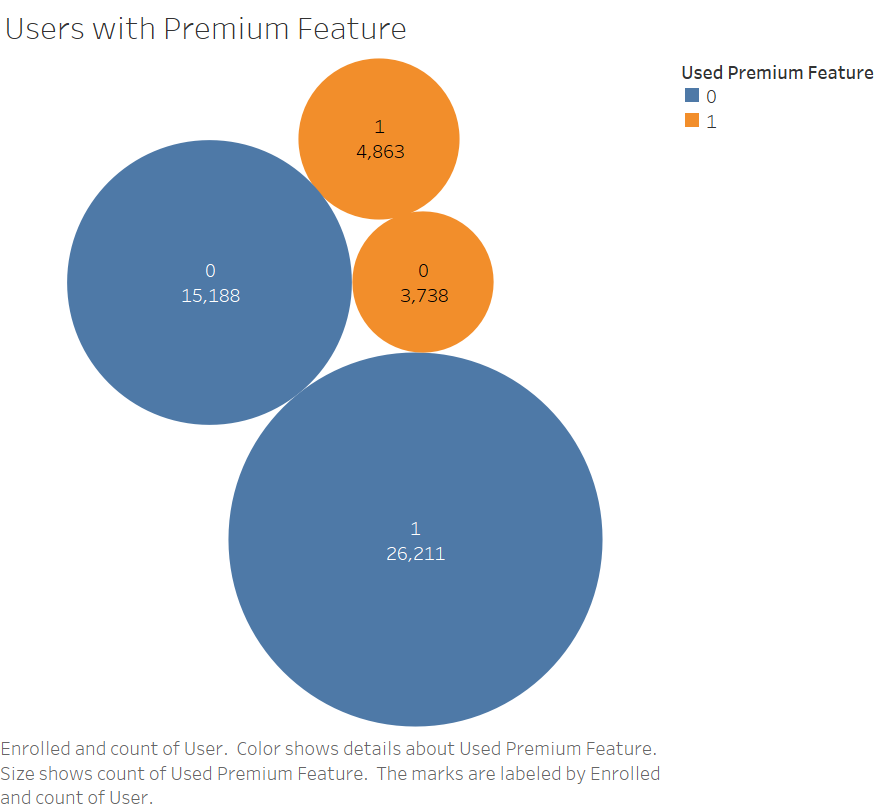 Users with Premium Feature
Used Premium Feature
0
1
1
4,863
0
15,188
0
3,738
1
26,211
Enrolled and count of User.  Color shows details about Used Premium Feature.
Size shows count of Used Premium Feature.  The marks are labeled by Enrolled
and count of User.